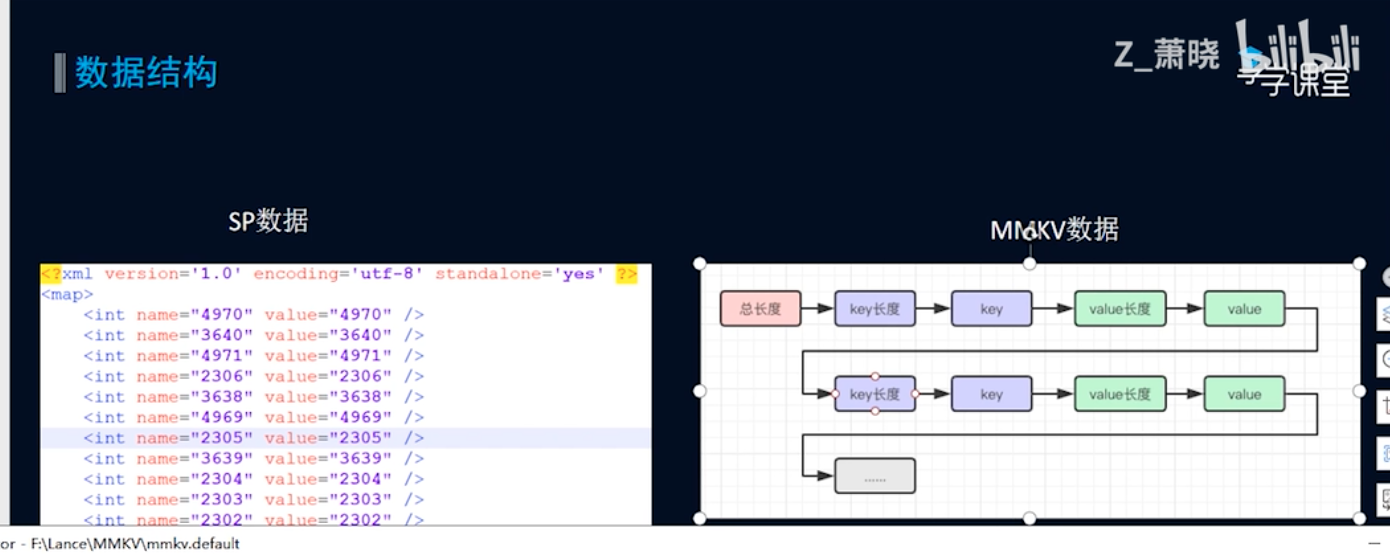 数据结构
Z_萧晓
bilibili
享学课堂
SP数据
MMKV数据
<?xml version='1.0' encoding='utf-8' standalone='yes' ?>
<map>
<int name="4970" value="4970" />
<int name="3640" value="3640" />
<int name="4971" value="4971" />
<int name="2306" value="2306" />
<int name="3638" value="3638" />
<int name="4969" value="4969" />
<int name="2305" value="2305" />
<int name="3639" value="3639" />
<int name="2304" value="2304" />
<int name="2303" value="2303" />
<int name="2302" value="2302" />
总长度 key长度 key value长度 value
key长度 key value长度 value
......
or - F:\Lance\MMKV\mmkv.default